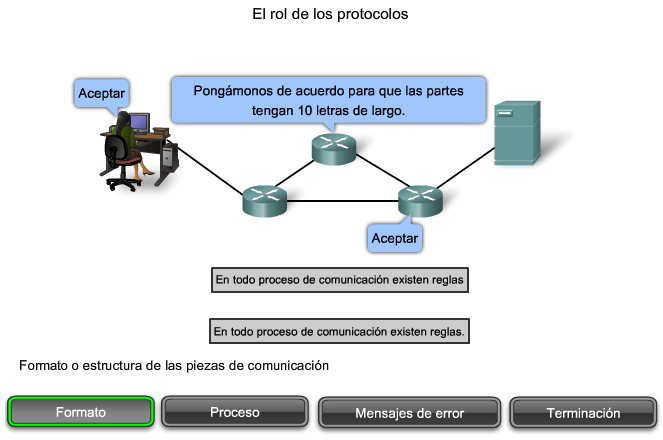 El rol de los protocolos
Aceptar
Pongámonos de acuerdo para que las partes
tengan 10 letras de largo.
Aceptar
En todo proceso de comunicación existen reglas
En todo proceso de comunicación existen reglas.
Formato o estructura de las piezas de comunicación
Formato
Proceso
Mensajes de error
Terminación